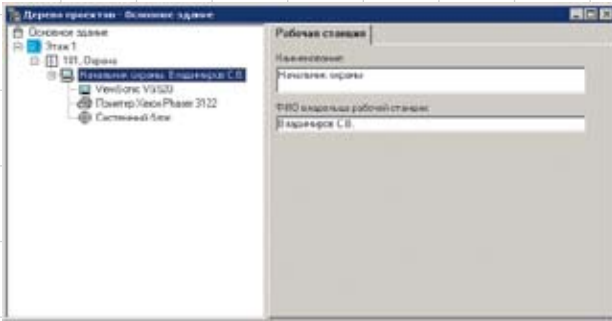 Дерево проектов - Основное здание
Основное здание
Этаж 1
101, Охрана
Начальник охраны, Владимиров С.В.
ViewSonic VG520
Принтер Xerox Phaser 3122
Системный блок
Рабочая станция
Наименование:
Начальник охраны
ФИО владельца рабочей станции:
Владимиров С.В.